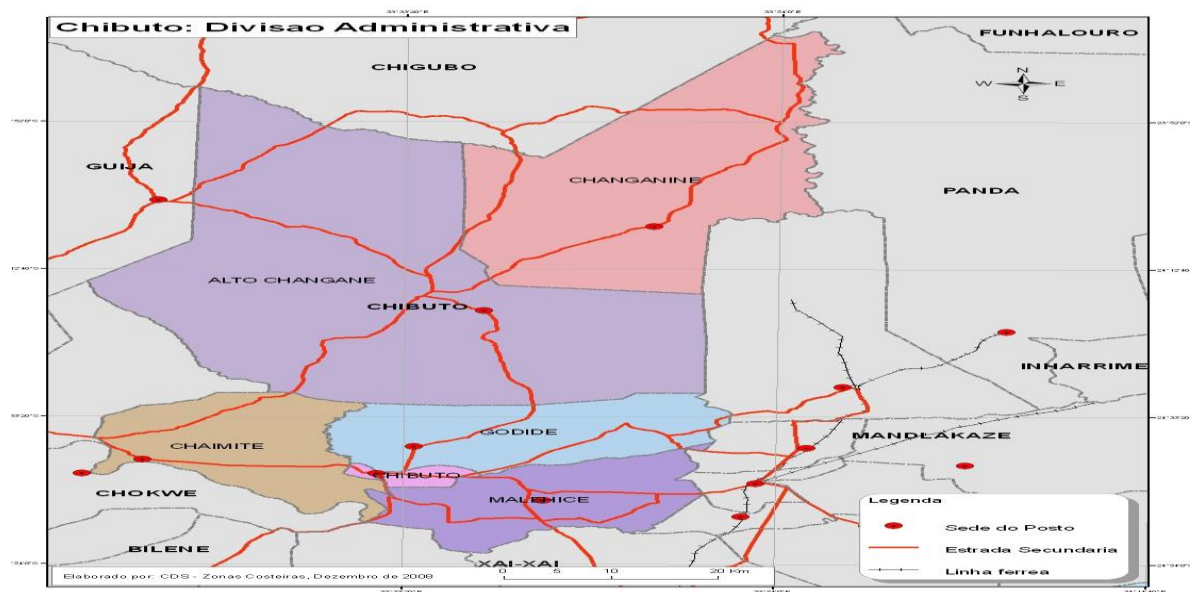 Chibuto: Divisao Administrativa
FUNHALOURO
CHIGUBO
N
W E
S
GUIJA
CHANGANINE
PANDA
ALTO CHANGANE
CHIBUTO
INHARRIME
CHAIMITE
GODIDE
MANDLAKAZE
CHIBUTO
CHOKWE
MALEHICE
BILENE
XAI-XAI
Legenda
Sede do Posto
Estrada Secundaria
Linha ferrea
Elaborado por: CDS - Zonas Costeiras, Dezembro de 2008
0 5 10 20 Km